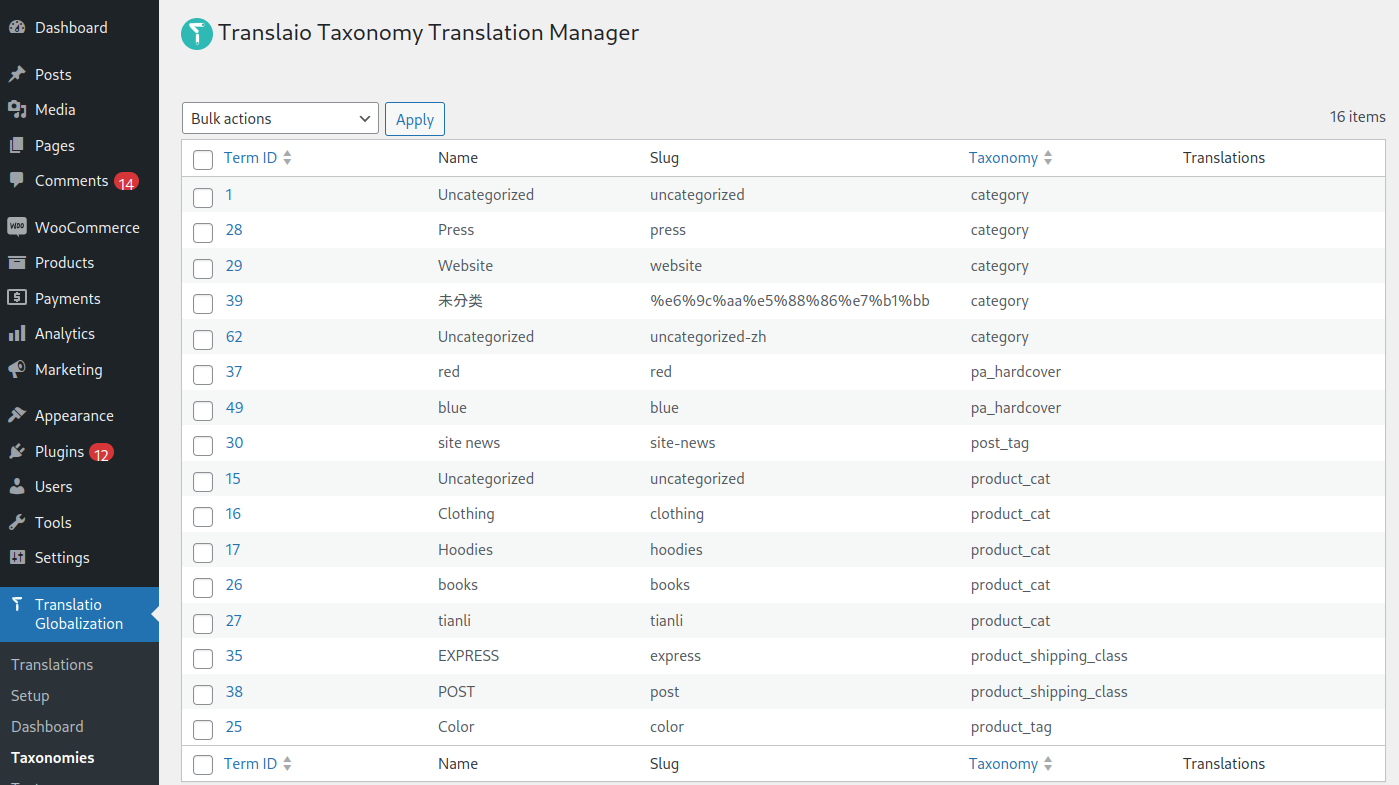 Dashboard
Posts
Media
Pages
Comments 14
WooCommerce
Products
Payments
Analytics
Marketing
Appearance
Plugins 12
Users
Tools
Settings
Translatio
Globalization
Translations
Setup
Dashboard
Taxonomies
Translaio Taxonomy Translation Manager
Bulk actions Apply 16 items
Term ID Name Slug Taxonomy Translations
1 Uncategorized uncategorized category
28 Press press category
29 Website website category
39 未分类 %e6%9c%aa%e5%88%86%e7%b1%bb category
62 Uncategorized uncategorized-zh category
37 red red pa_hardcover
49 blue blue pa_hardcover
30 site news site-news post_tag
15 Uncategorized uncategorized product_cat
16 Clothing clothing product_cat
17 Hoodies hoodies product_cat
26 books books product_cat
27 tianli tianli product_cat
35 EXPRESS express product_shipping_class
38 POST post product_shipping_class
25 Color color product_tag
Term ID Name Slug Taxonomy Translations